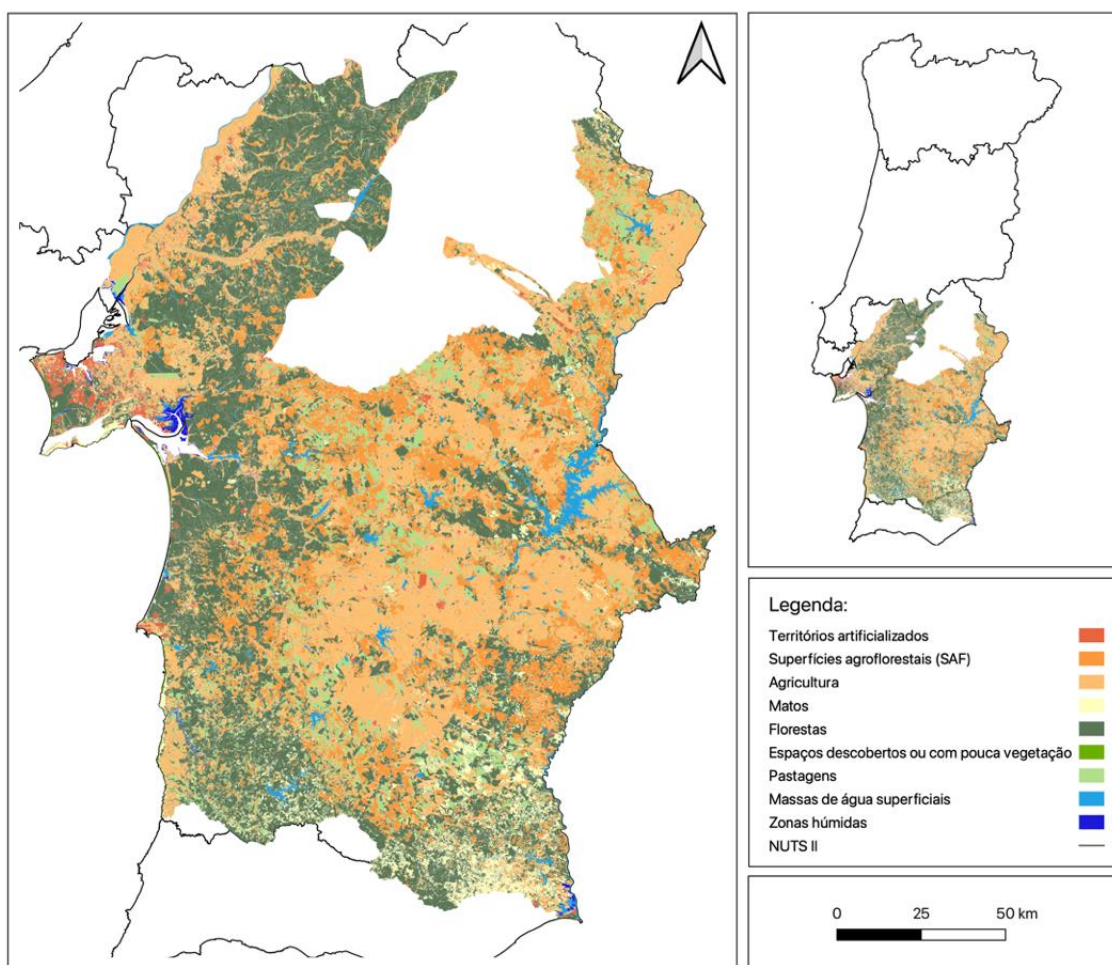 Legenda:
Territórios artificializados
Superfícies agroflorestais (SAF)
Agricultura
Matos
Florestas
Espaços descobertos ou com pouca vegetação
Pastagens
Massas de água superficiais
Zonas húmidas
NUTS II
0 25 50 km